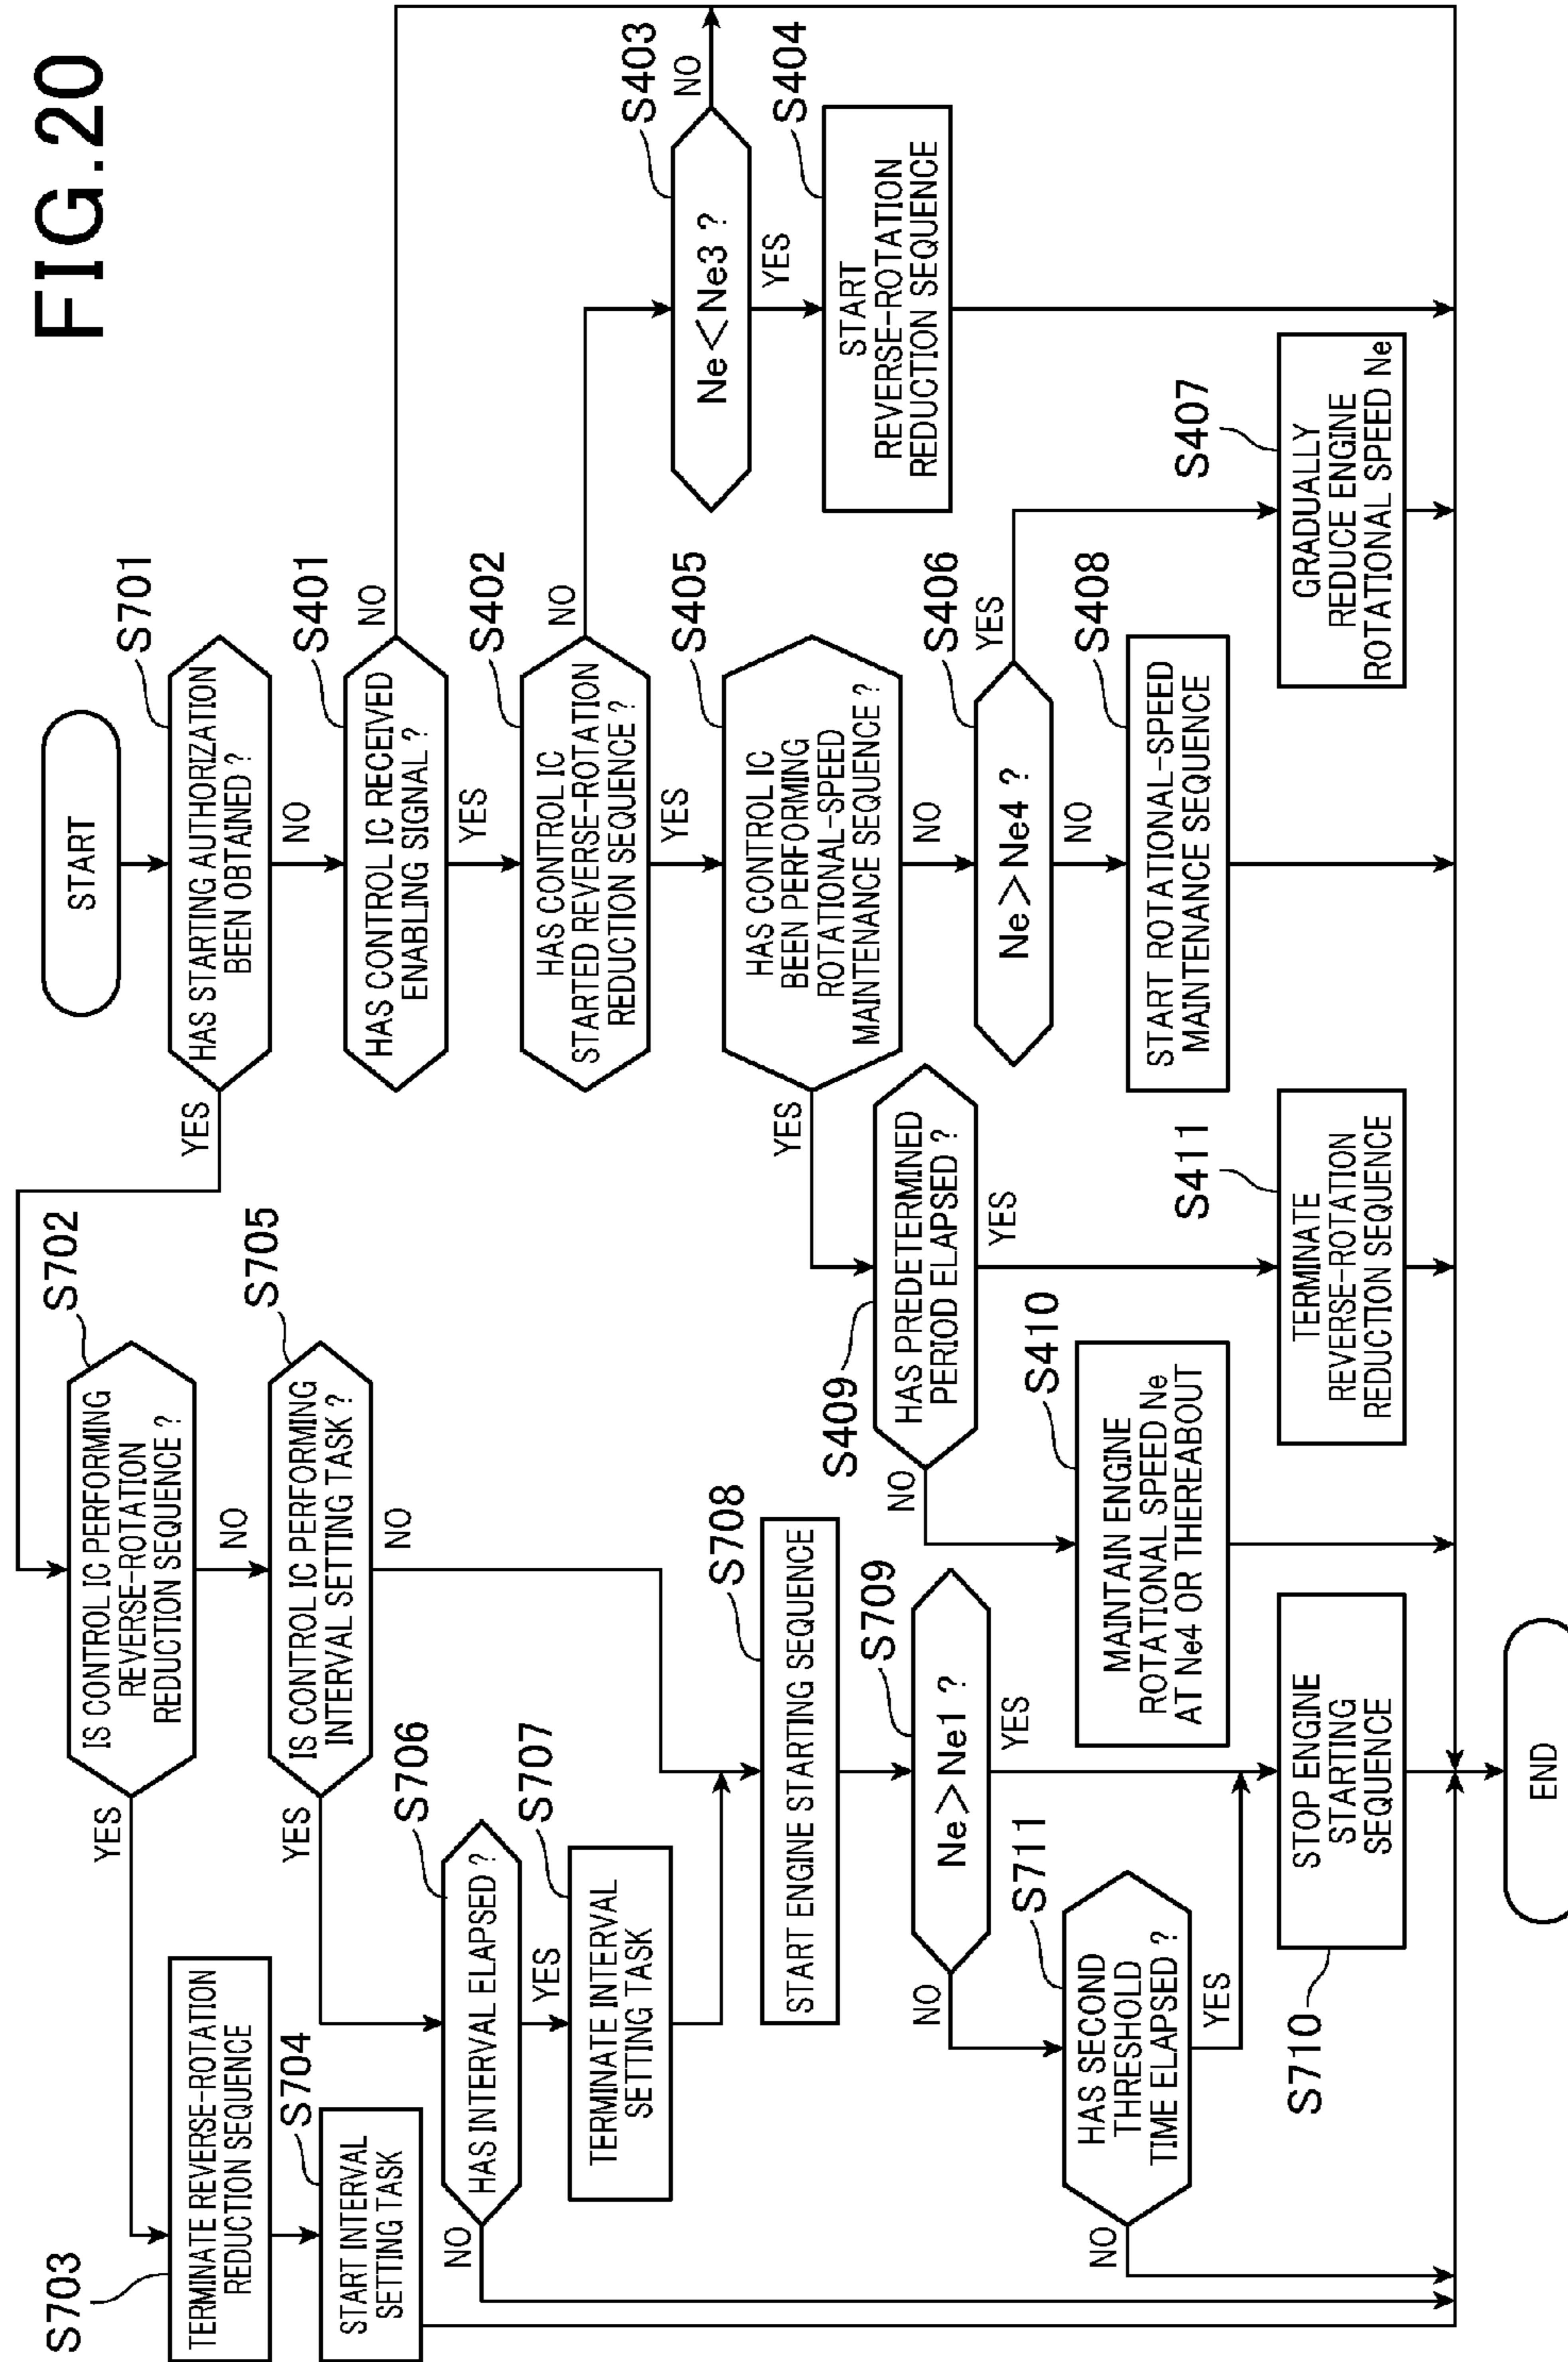 FIG.20
START
S701
HAS STARTING AUTHORIZATION
BEEN OBTAINED ?
YES
NO
S401
HAS CONTROL IC RECEIVED
ENABLING SIGNAL ?
NO
YES
S402
HAS CONTROL IC
STARTED REVERSE-ROTATION
REDUCTION SEQUENCE ?
NO
YES
S403
Ne<Ne3 ?
NO
YES
S404
START
REVERSE-ROTATION
REDUCTION SEQUENCE
S405
HAS CONTROL IC
BEEN PERFORMING
ROTATIONAL-SPEED
MAINTENANCE SEQUENCE ?
YES
NO
S406
Ne>Ne4 ?
YES
NO
S407
GRADUALLY
REDUCE ENGINE
ROTATIONAL SPEED Ne
S408
START ROTATIONAL-SPEED
MAINTENANCE SEQUENCE
S409
HAS PREDETERMINED
PERIOD ELAPSED ?
NO
YES
S410
MAINTAIN ENGINE
ROTATIONAL SPEED Ne
AT Ne4 OR THEREABOUT
S411
TERMINATE
REVERSE-ROTATION
REDUCTION SEQUENCE
S702
IS CONTROL IC PERFORMING
REVERSE-ROTATION
REDUCTION SEQUENCE ?
YES
NO
S703
TERMINATE REVERSE-ROTATION
REDUCTION SEQUENCE
S704
START INTERVAL
SETTING TASK
S705
IS CONTROL IC PERFORMING
INTERVAL SETTING TASK ?
YES
NO
S706
HAS INTERVAL ELAPSED ?
NO
YES
S707
TERMINATE INTERVAL
SETTING TASK
S708
START ENGINE STARTING SEQUENCE
S709
Ne>Ne1 ?
NO
YES
S711
HAS SECOND
THRESHOLD
TIME ELAPSED ?
NO
YES
S710
STOP ENGINE
STARTING
SEQUENCE
END